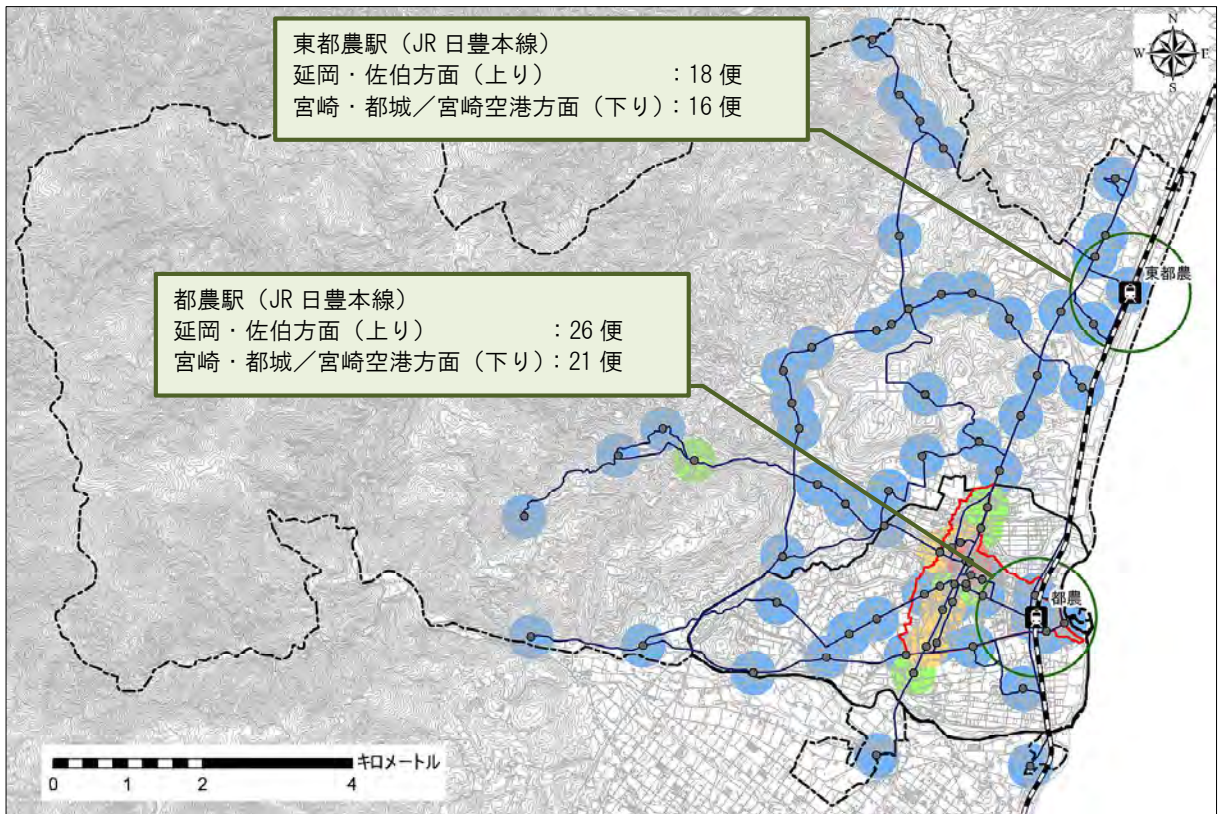 東都農駅（JR 日豊本線）
延岡・佐伯方面（上り）　　　　　：18 便
宮崎・都城／宮崎空港方面（下り）：16 便
N
W E
S
東都農
都農駅（JR 日豊本線）
延岡・佐伯方面（上り）　　　　　：26 便
宮崎・都城／宮崎空港方面（下り）：21 便
都農
キロメートル
0 1 2 4